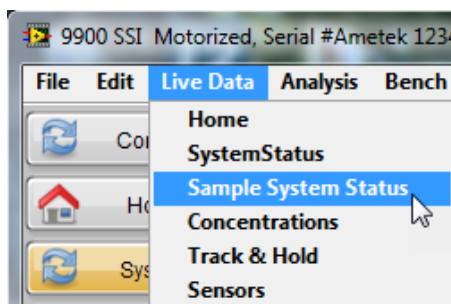 9900 SSI Motorized, Serial #Ametek 1234
File Edit Live Data Analysis Bench
Home
SystemStatus
Sample System Status
Concentrations
Track & Hold
Sensors